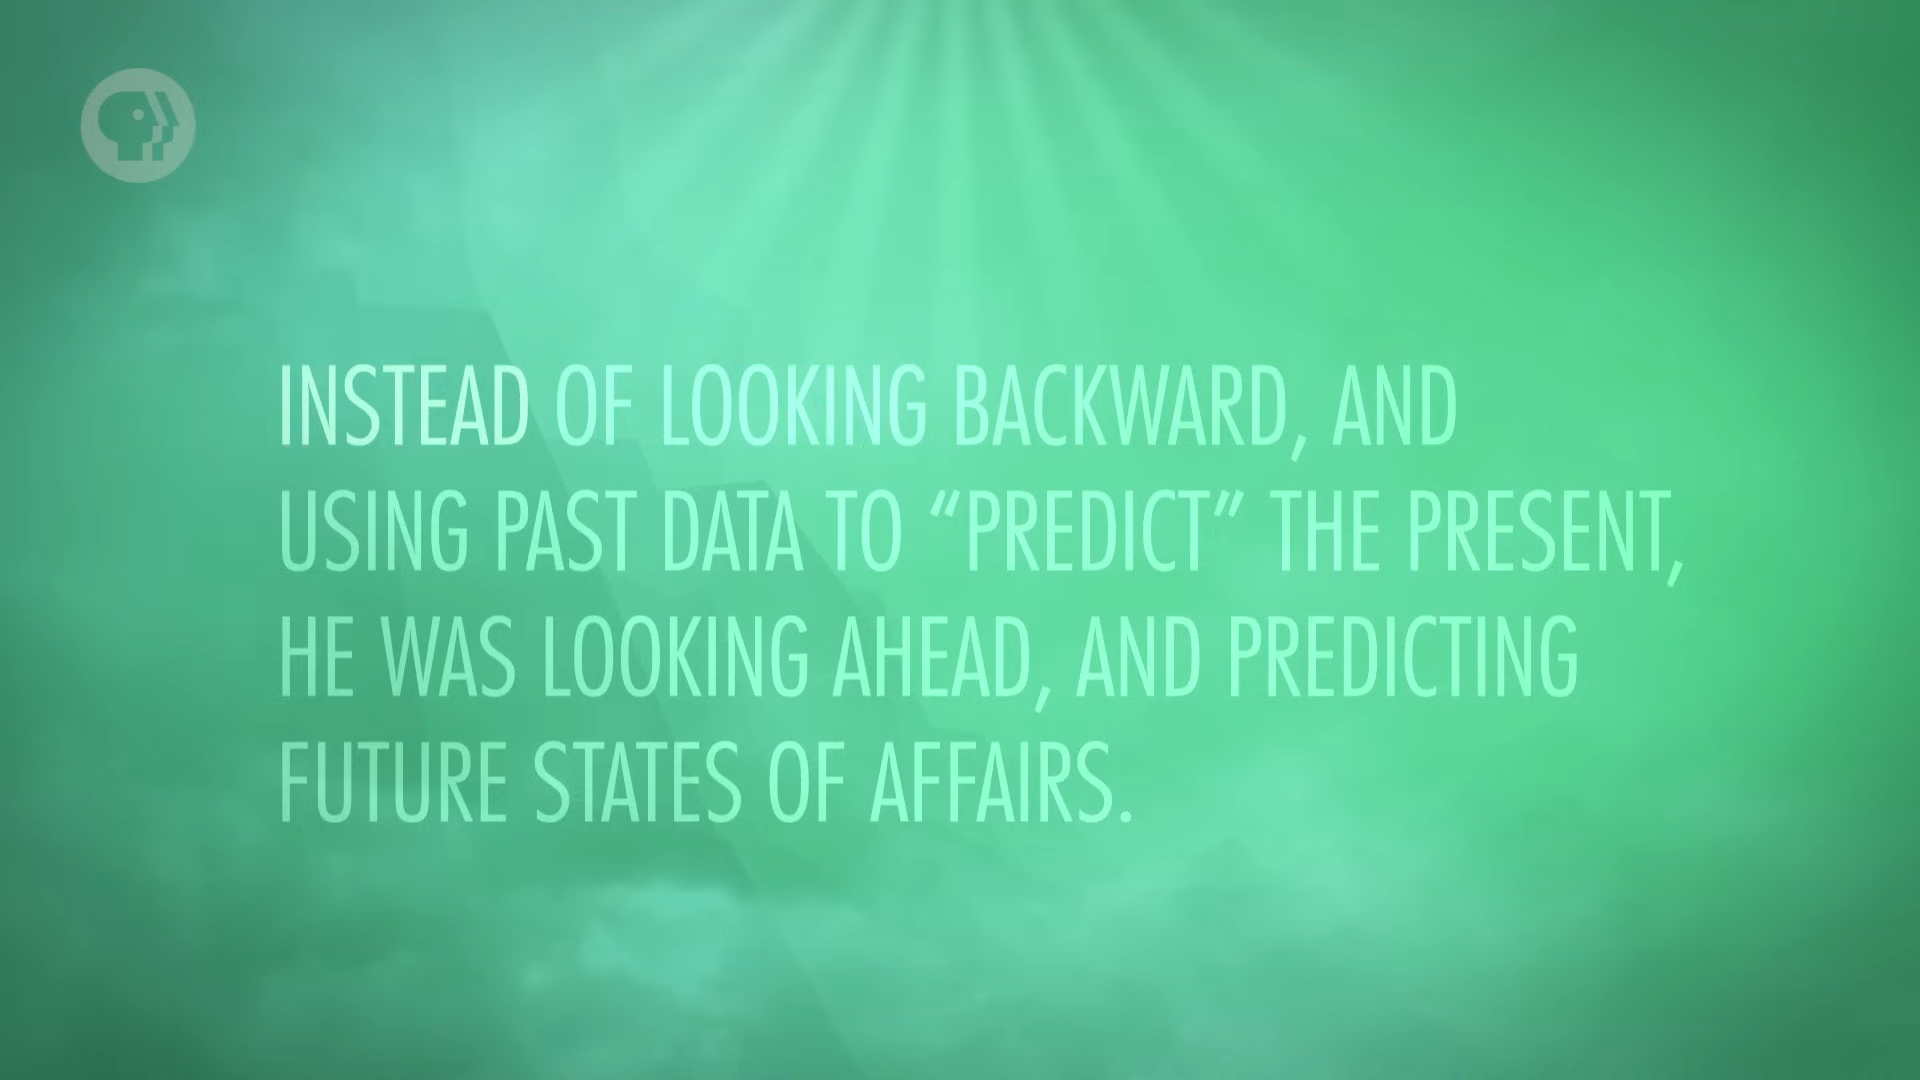 INSTEAD OF LOOKING BACKWARD, AND
USING PAST DATA TO “PREDICT” THE PRESENT,
HE WAS LOOKING AHEAD, AND PREDICTING
FUTURE STATES OF AFFAIRS.